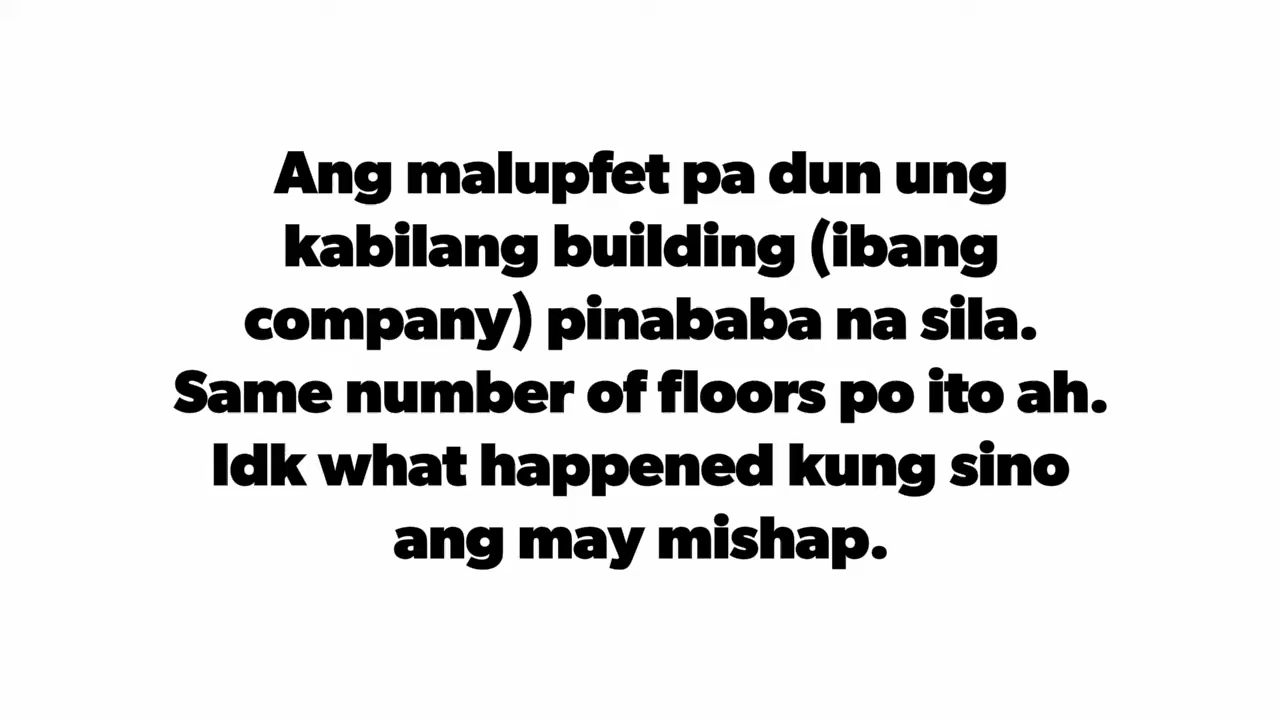 Ang malupfet pa dun ung
kabilang building (ibang
company) pinababa na sila.
Same number of floors po ito ah.
Idk what happened kung sino
ang may mishap.